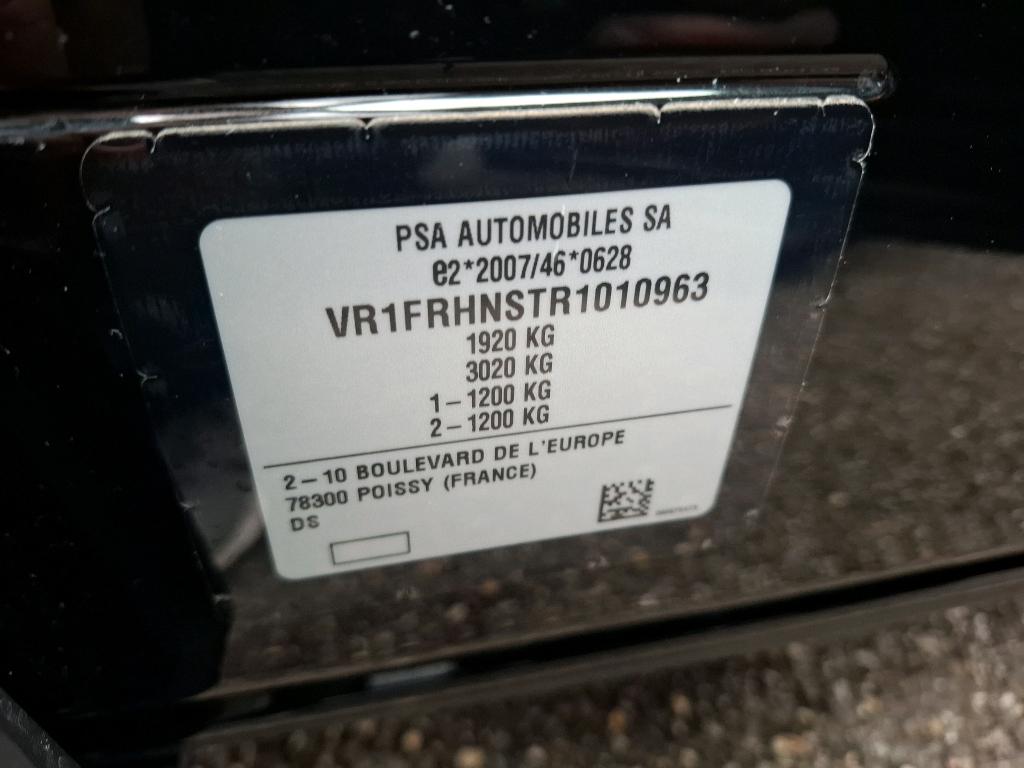 PSA AUTOMOBILES SA
e2*2007/46*0628
VR1FRHNSTR1010963
1920 KG
3020 KG
1-1200 KG
2-1200 KG
2-10 BOULEVARD DE L'EUROPE
78300 POISSY (FRANCE)
DS